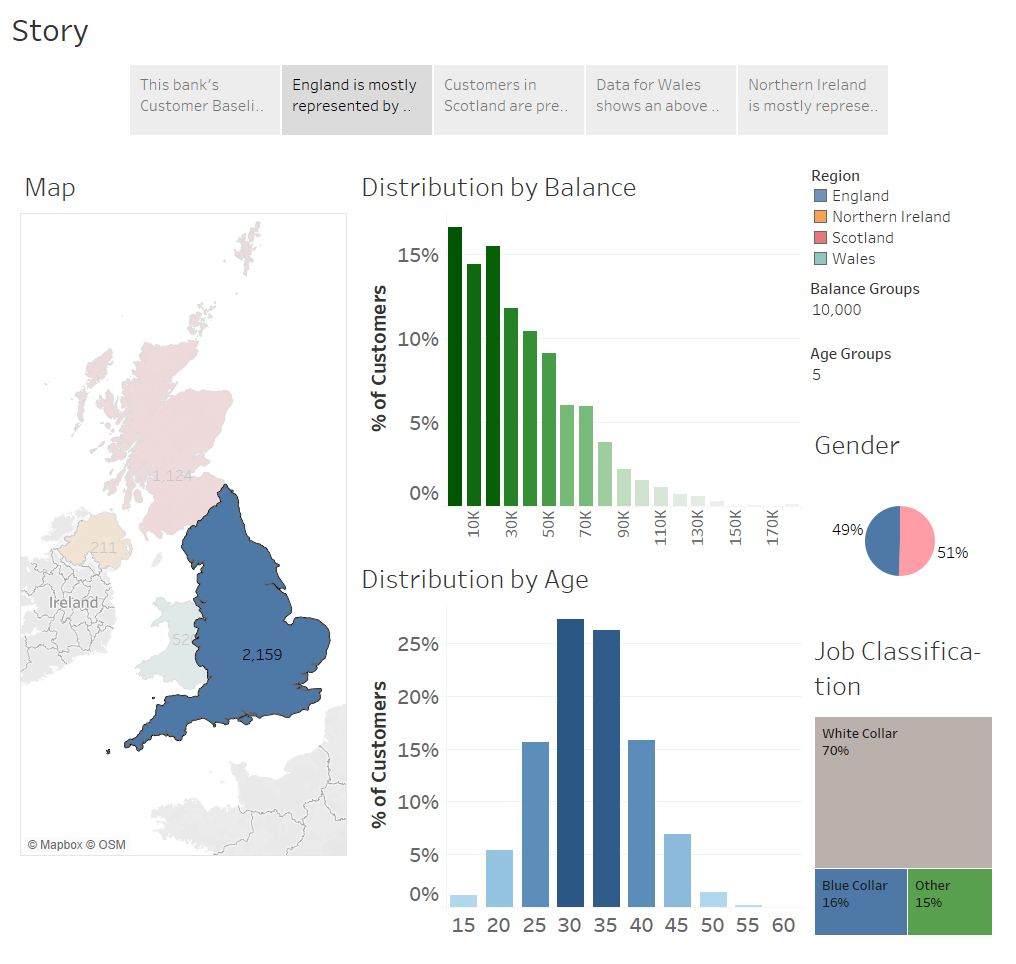 Story
This bank's
Customer Baseli..
England is mostly
represented by ..
Customers in
Scotland are pre..
Data for Wales
shows an above ..
Northern Ireland
is mostly represe..
Map
1,124
211
Ireland
2,159
© Mapbox © OSM
Distribution by Balance
% of Customers
15%
10%
5%
0%
10K
30K
50K
70K
90K
110K
130K
150K
170K
Distribution by Age
% of Customers
25%
20%
15%
10%
5%
0%
15 20 25 30 35 40 45 50 55 60
Region
England
Northern Ireland
Scotland
Wales
Balance Groups
10,000
Age Groups
5
Gender
49%
51%
Job Classifica-
tion
White Collar
70%
Blue Collar
16%
Other
15%